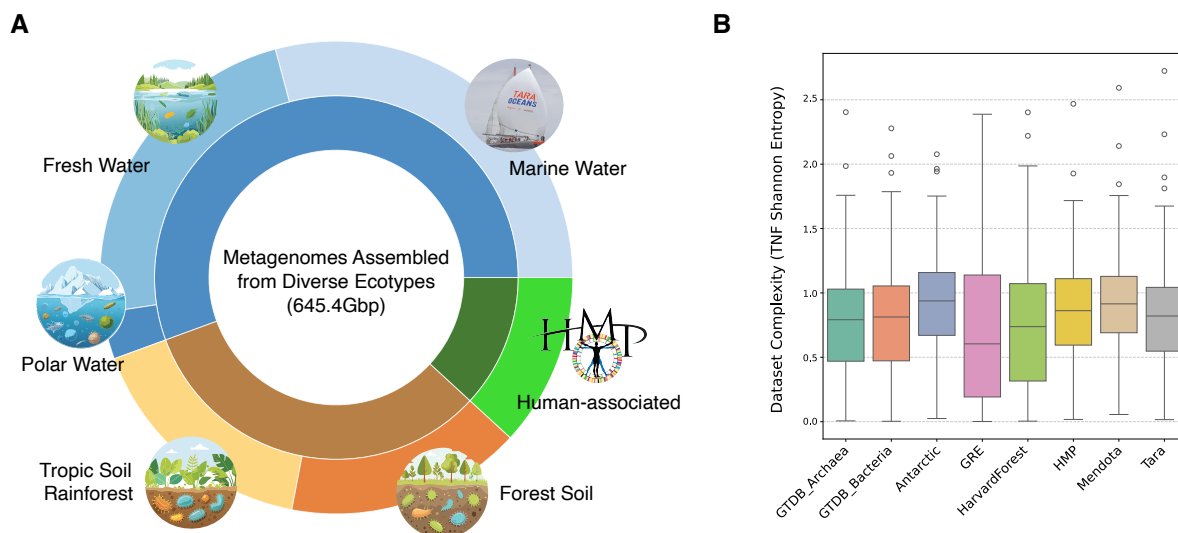 A
Fresh Water
TARA
OCEANS
Marine Water
Metagenomes Assembled
from Diverse Ecotypes
(645.4Gbp)
Polar Water
HMP
Human-associated
Tropic Soil
Rainforest
Forest Soil
B
Dataset Complexity (TNF Shannon Entropy)
2.5
2.0
1.5
1.0
0.5
0.0
GTDB_Archaea
GTDB_Bacteria
Antarctic
GRE
HarvardForest
HMP
Mendota
Tara